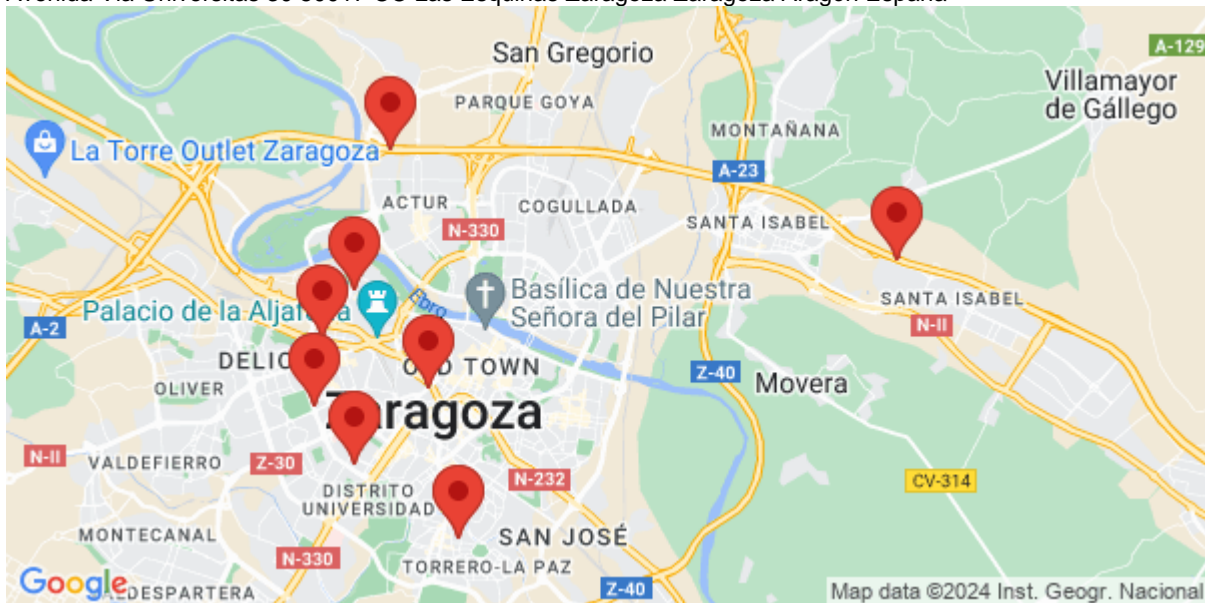 San Gregorio
A-129
Villamayor
de Gállego
PARQUE GOYA
MONTAÑANA
La Torre Outlet Zaragoza
A-23
ACTUR
COGULLADA
SANTA ISABEL
N-330
Ebro
Basílica de Nuestra
Señora del Pilar
Palacio de la
SANTA ISABEL
A-2
N-II
OLD TOWN
Z-40
Movera
OLIVER
Zaragoza
N-II
VALDEFIERRO
Z-30
N-232
CV-314
DISTRITO
UNIVERSIDAD
MONTECANAL
SAN JOSÉ
N-330
TORRERO-LA PAZ
Google
Z-40
Map data ©2024 Inst. Geogr. Nacional